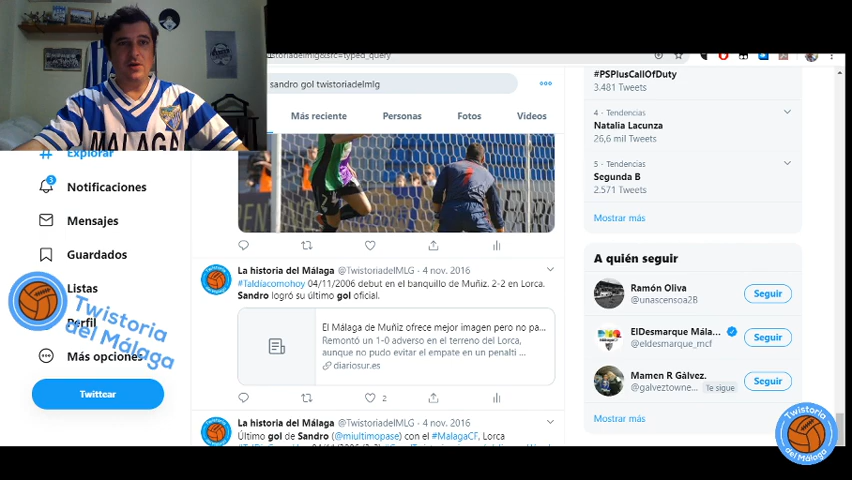 MALAGA
sandro gol twistoriadelmlg
Más reciente
Personas
Fotos
Videos
Explorar
3
Notificaciones
Mensajes
Guardados
Listas
Perfil
Más opciones
Twittear
Twistoria
del Málaga
La historia del Málaga @TwistoriadelMLG · 4 nov. 2016
#Taldíacomohoy 04/11/2006 debut en el banquillo de Muñiz. 2-2 en Lorca.
Sandro logró su último gol oficial.
El Málaga de Muñiz ofrece mejor imagen pero no pa...
Remontó un 1-0 adverso en el terreno del Lorca,
aunque no pudo evitar el empate en un penalti ...
diariosur.es
2
La historia del Málaga @TwistoriadelMLG · 4 nov. 2016
Último gol de Sandro (@miultimopase) con el #MalagaCF, Lorca
#PSPlusCallOfDuty
3.481 Tweets
4 · Tendencias
Natalia Lacunza
26,6 mil Tweets
5 · Tendencias
Segunda B
2.571 Tweets
Mostrar más
A quién seguir
Ramón Oliva
@unascensoa2B
Seguir
ElDesmarque Mála...
@eldesmarque_mcf
Seguir
Mamen R Gálvez.
@galveztowne... Te sigue
Seguir
Mostrar más
Twistoria
del Málaga